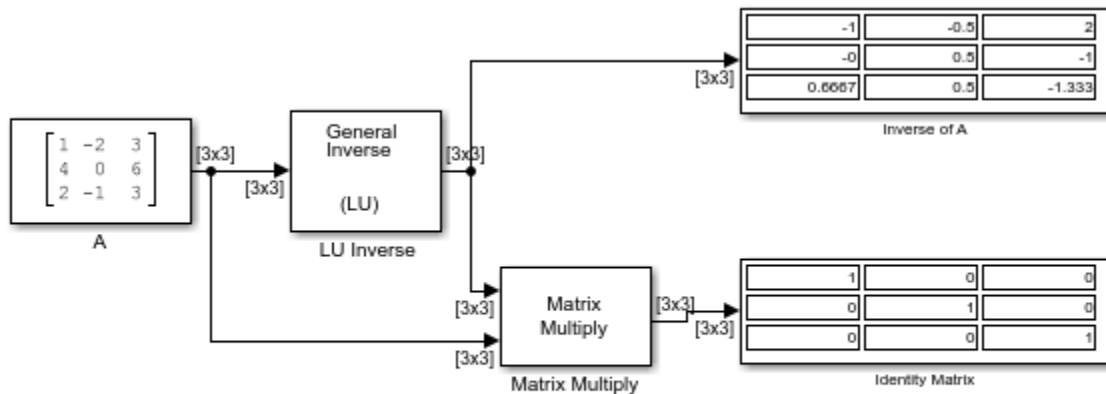 -1 -0.5 2
-0 0.5 -1
[3x3]
0.6667 0.5 -1.333
Inverse of A
General
Inverse
(LU)
LU Inverse
[3x3]
1 -2 3
4 0 6
2 -1 3
[3x3]
[3x3]
A
[3x3]
[3x3]
Matrix
Multiply
Matrix Multiply
[3x3]
[3x3]
1 0 0
0 1 0
0 0 1
Identity Matrix